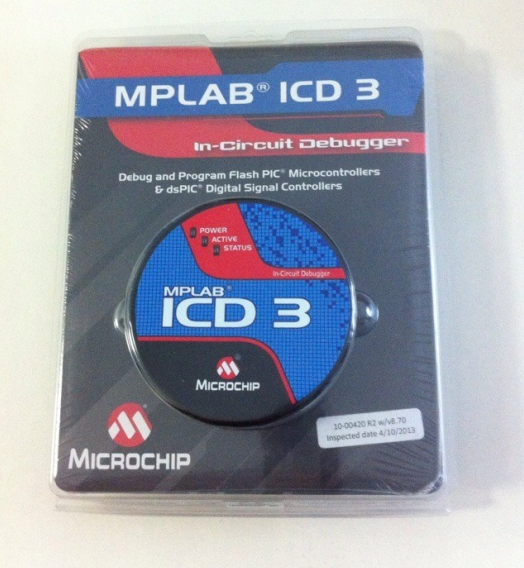 MPLAB® ICD 3
In-Circuit Debugger
Debug and Program Flash PIC® Microcontrollers
& dsPIC® Digital Signal Controllers
POWER
ACTIVE
STATUS
In-Circuit Debugger
MPLAB®
ICD 3
MICROCHIP
10-00420 R2 w/v8.70
Inspected date 4/10/2013
MICROCHIP